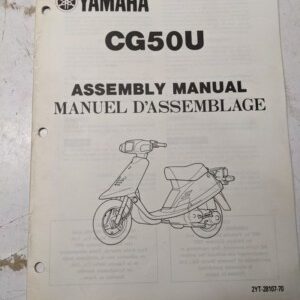 YAMAHA
CG50U
ASSEMBLY MANUAL
MANUEL D'ASSEMBLAGE
2YT-28107-70